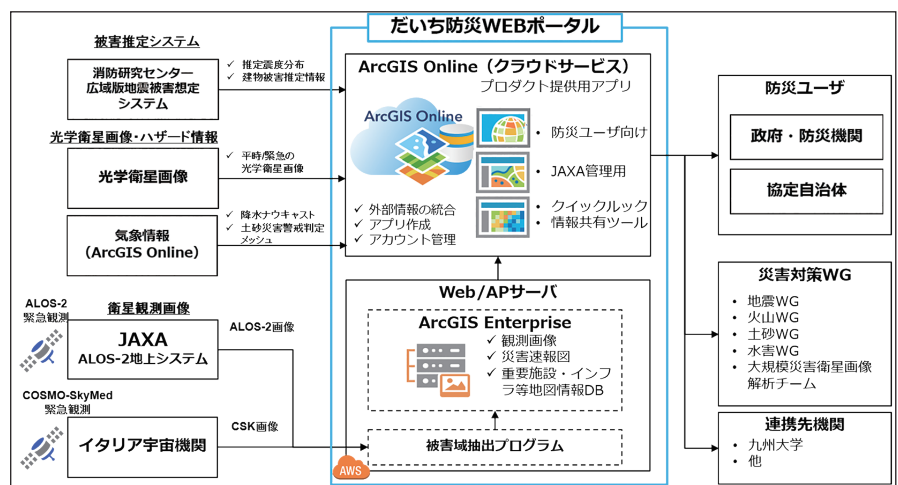 だいち防災WEBポータル
被害推定システム
消防研究センター
広域版地震被害想定
システム
✓ 推定震度分布
✓ 建物被害推定情報
光学衛星画像・ハザード情報
光学衛星画像
✓ 平時/緊急の
光学衛星画像
気象情報
（ArcGIS Online）
✓ 降水ナウキャスト
✓ 土砂災害警戒判定
メッシュ
ALOS-2
緊急観測
衛星観測画像
JAXA
ALOS-2地上システム
ALOS-2画像
COSMO-SkyMed
緊急観測
イタリア宇宙機関
CSK画像
ArcGIS Online（クラウドサービス）
プロダクト提供用アプリ
ArcGIS Online
• 防災ユーザ向け
• JAXA管理用
• クイックルック
• 情報共有ツール
✓ 外部情報の統合
✓ アプリ作成
✓ アカウント管理
Web/APサーバ
ArcGIS Enterprise
✓ 観測画像
✓ 災害速報図
✓ 重要施設・インフ
ラ等地図情報DB
被害域抽出プログラム
AWS
防災ユーザ
政府・防災機関
協定自治体
災害対策WG
• 地震WG
• 火山WG
• 土砂WG
• 水害WG
• 大規模災害衛星画像
解析チーム
連携先機関
• 九州大学
• 他